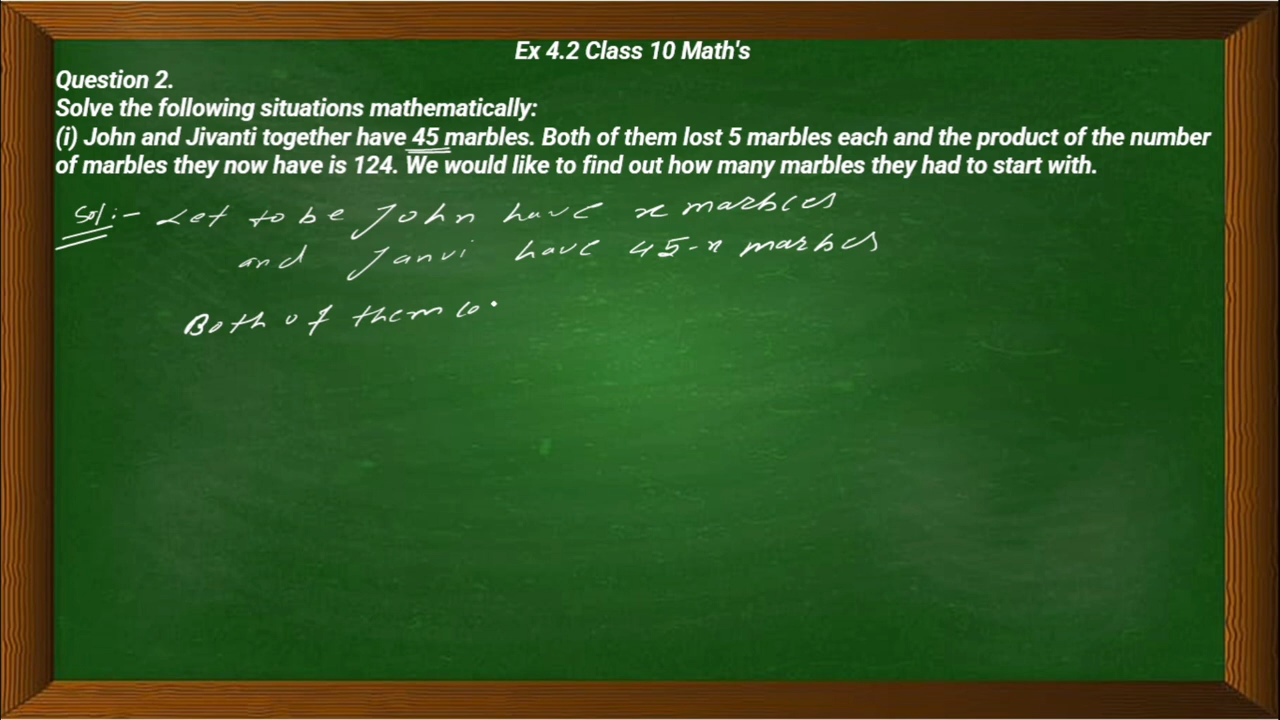 Ex 4.2 Class 10 Math's
Question 2.
Solve the following situations mathematically:
(i) John and Jivanti together have 45 marbles. Both of them lost 5 marbles each and the product of the number
of marbles they now have is 124. We would like to find out how many marbles they had to start with.
Sol:- Let to be John have x marbles
and Janvi have 45-x marbes
Both of them lo